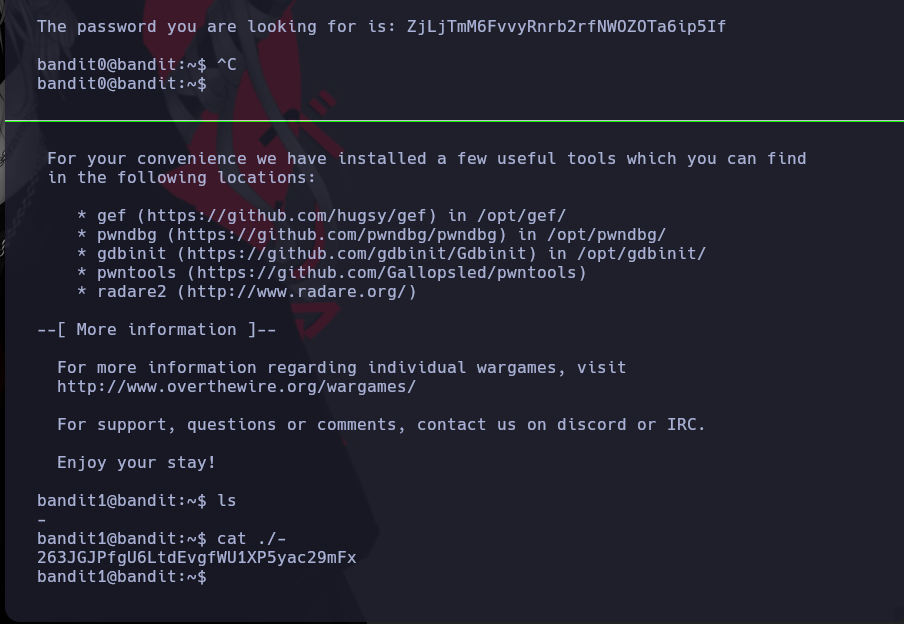 The password you are looking for is: ZjLjTmM6FvvyRnrb2rfNWOZOTa6ip5If
bandit0@bandit:~$ ^C
bandit0@bandit:~$
For your convenience we have installed a few useful tools which you can find
in the following locations:
* gef (https://github.com/hugsy/gef) in /opt/gef/
* pwndbg (https://github.com/pwndbg/pwndbg) in /opt/pwndbg/
* gdbinit (https://github.com/gdbinit/Gdbinit) in /opt/gdbinit/
* pwntools (https://github.com/Gallopsled/pwntools)
* radare2 (http://www.radare.org/)
--[ More information ]--
For more information regarding individual wargames, visit
http://www.overthewire.org/wargames/
For support, questions or comments, contact us on discord or IRC.
Enjoy your stay!
bandit1@bandit:~$ ls
-
bandit1@bandit:~$ cat ./-
263JGJPfgU6LtdEvgfWU1XP5yac29mFx
bandit1@bandit:~$